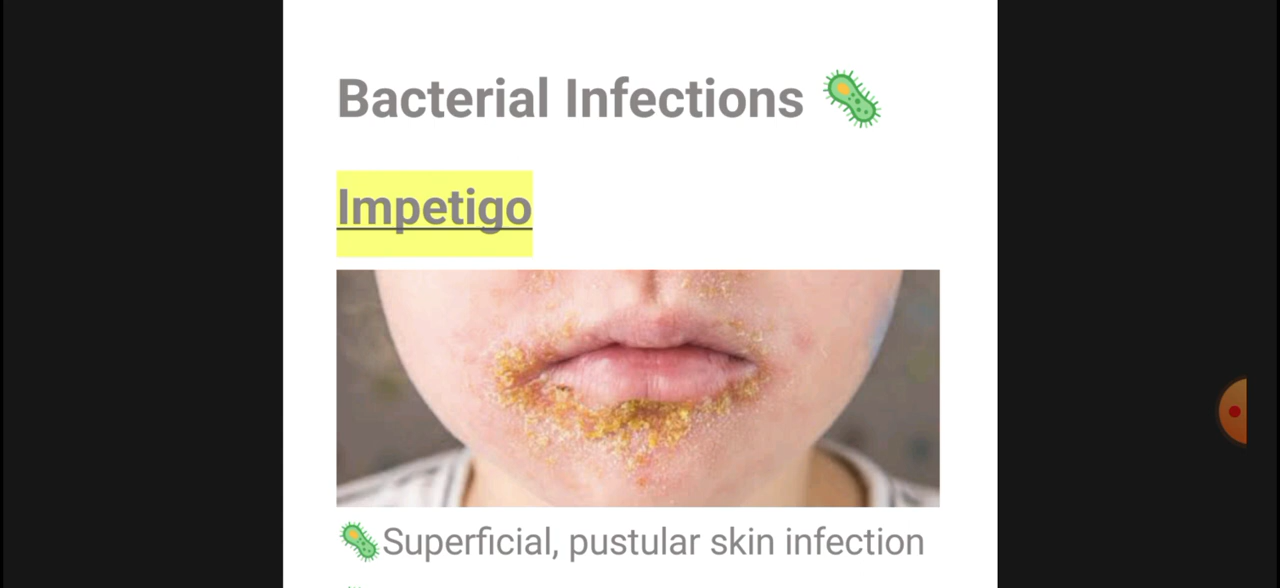 Bacterial Infections 🦠
Impetigo
🦠Superficial, pustular skin infection